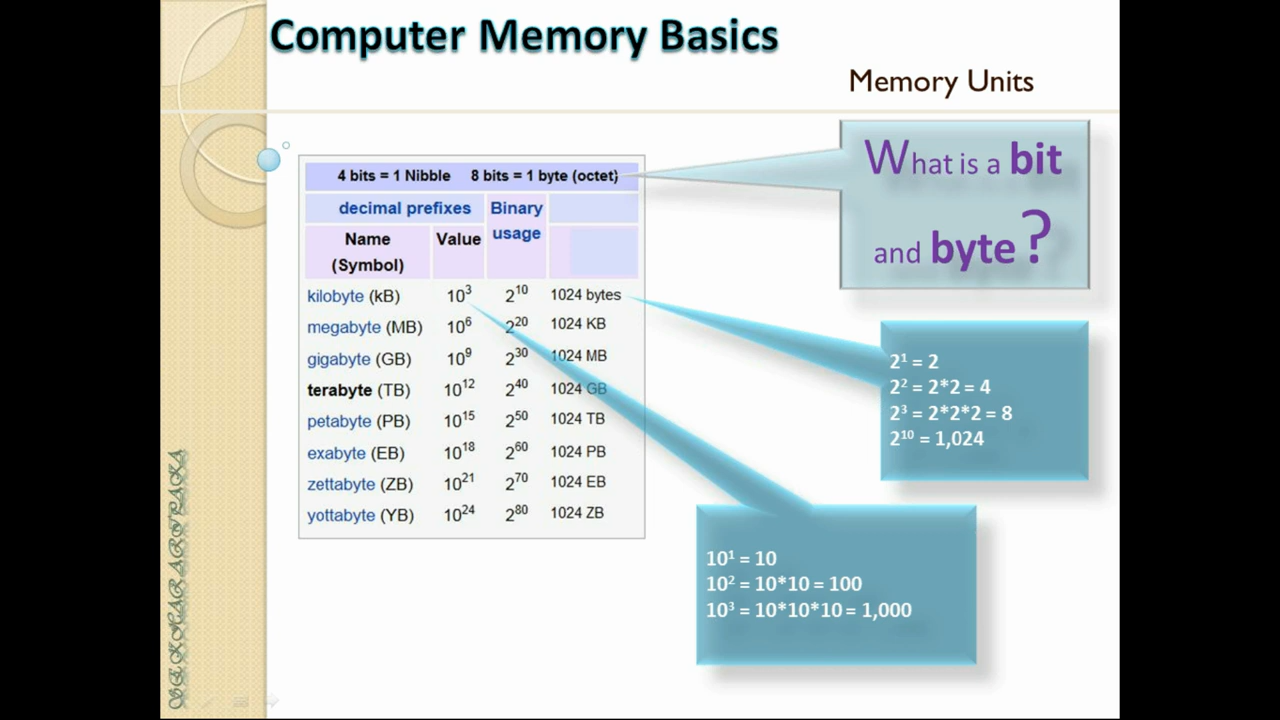 Computer Memory Basics
Memory Units
4 bits = 1 Nibble 8 bits = 1 byte (octet)
decimal prefixes Binary usage
Name (Symbol) Value
kilobyte (kB) 10³ 2¹⁰ 1024 bytes
megabyte (MB) 10⁶ 2²⁰ 1024 KB
gigabyte (GB) 10⁹ 2³⁰ 1024 MB
terabyte (TB) 10¹² 2⁴⁰ 1024 GB
petabyte (PB) 10¹⁵ 2⁵⁰ 1024 TB
exabyte (EB) 10¹⁸ 2⁶⁰ 1024 PB
zettabyte (ZB) 10²¹ 2⁷⁰ 1024 EB
yottabyte (YB) 10²⁴ 2⁸⁰ 1024 ZB
What is a bit
and byte ?
2¹ = 2
2² = 2*2 = 4
2³ = 2*2*2 = 8
2¹⁰ = 1,024
10¹ = 10
10² = 10*10 = 100
10³ = 10*10*10 = 1,000